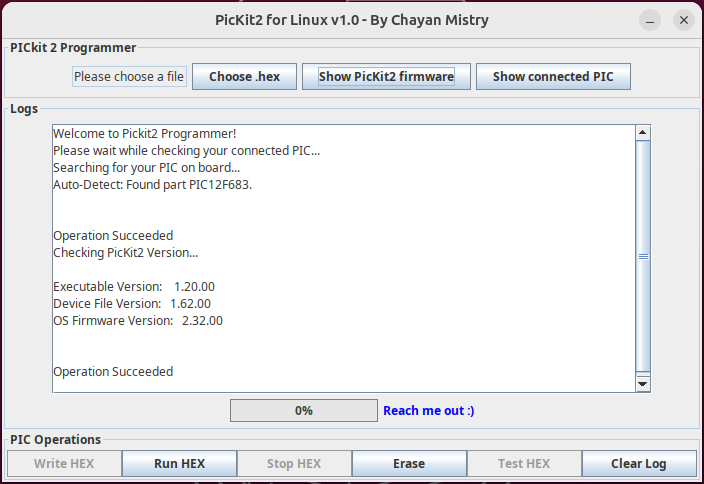 PicKit2 for Linux v1.0 - By Chayan Mistry
PICkit 2 Programmer
Please choose a file Choose .hex Show PicKit2 firmware Show connected PIC
Logs
Welcome to Pickit2 Programmer!
Please wait while checking your connected PIC...
Searching for your PIC on board...
Auto-Detect: Found part PIC12F683.
Operation Succeeded
Checking PicKit2 Version...
Executable Version: 1.20.00
Device File Version: 1.62.00
OS Firmware Version: 2.32.00
Operation Succeeded
0% Reach me out :)
PIC Operations
Write HEX Run HEX Stop HEX Erase Test HEX Clear Log